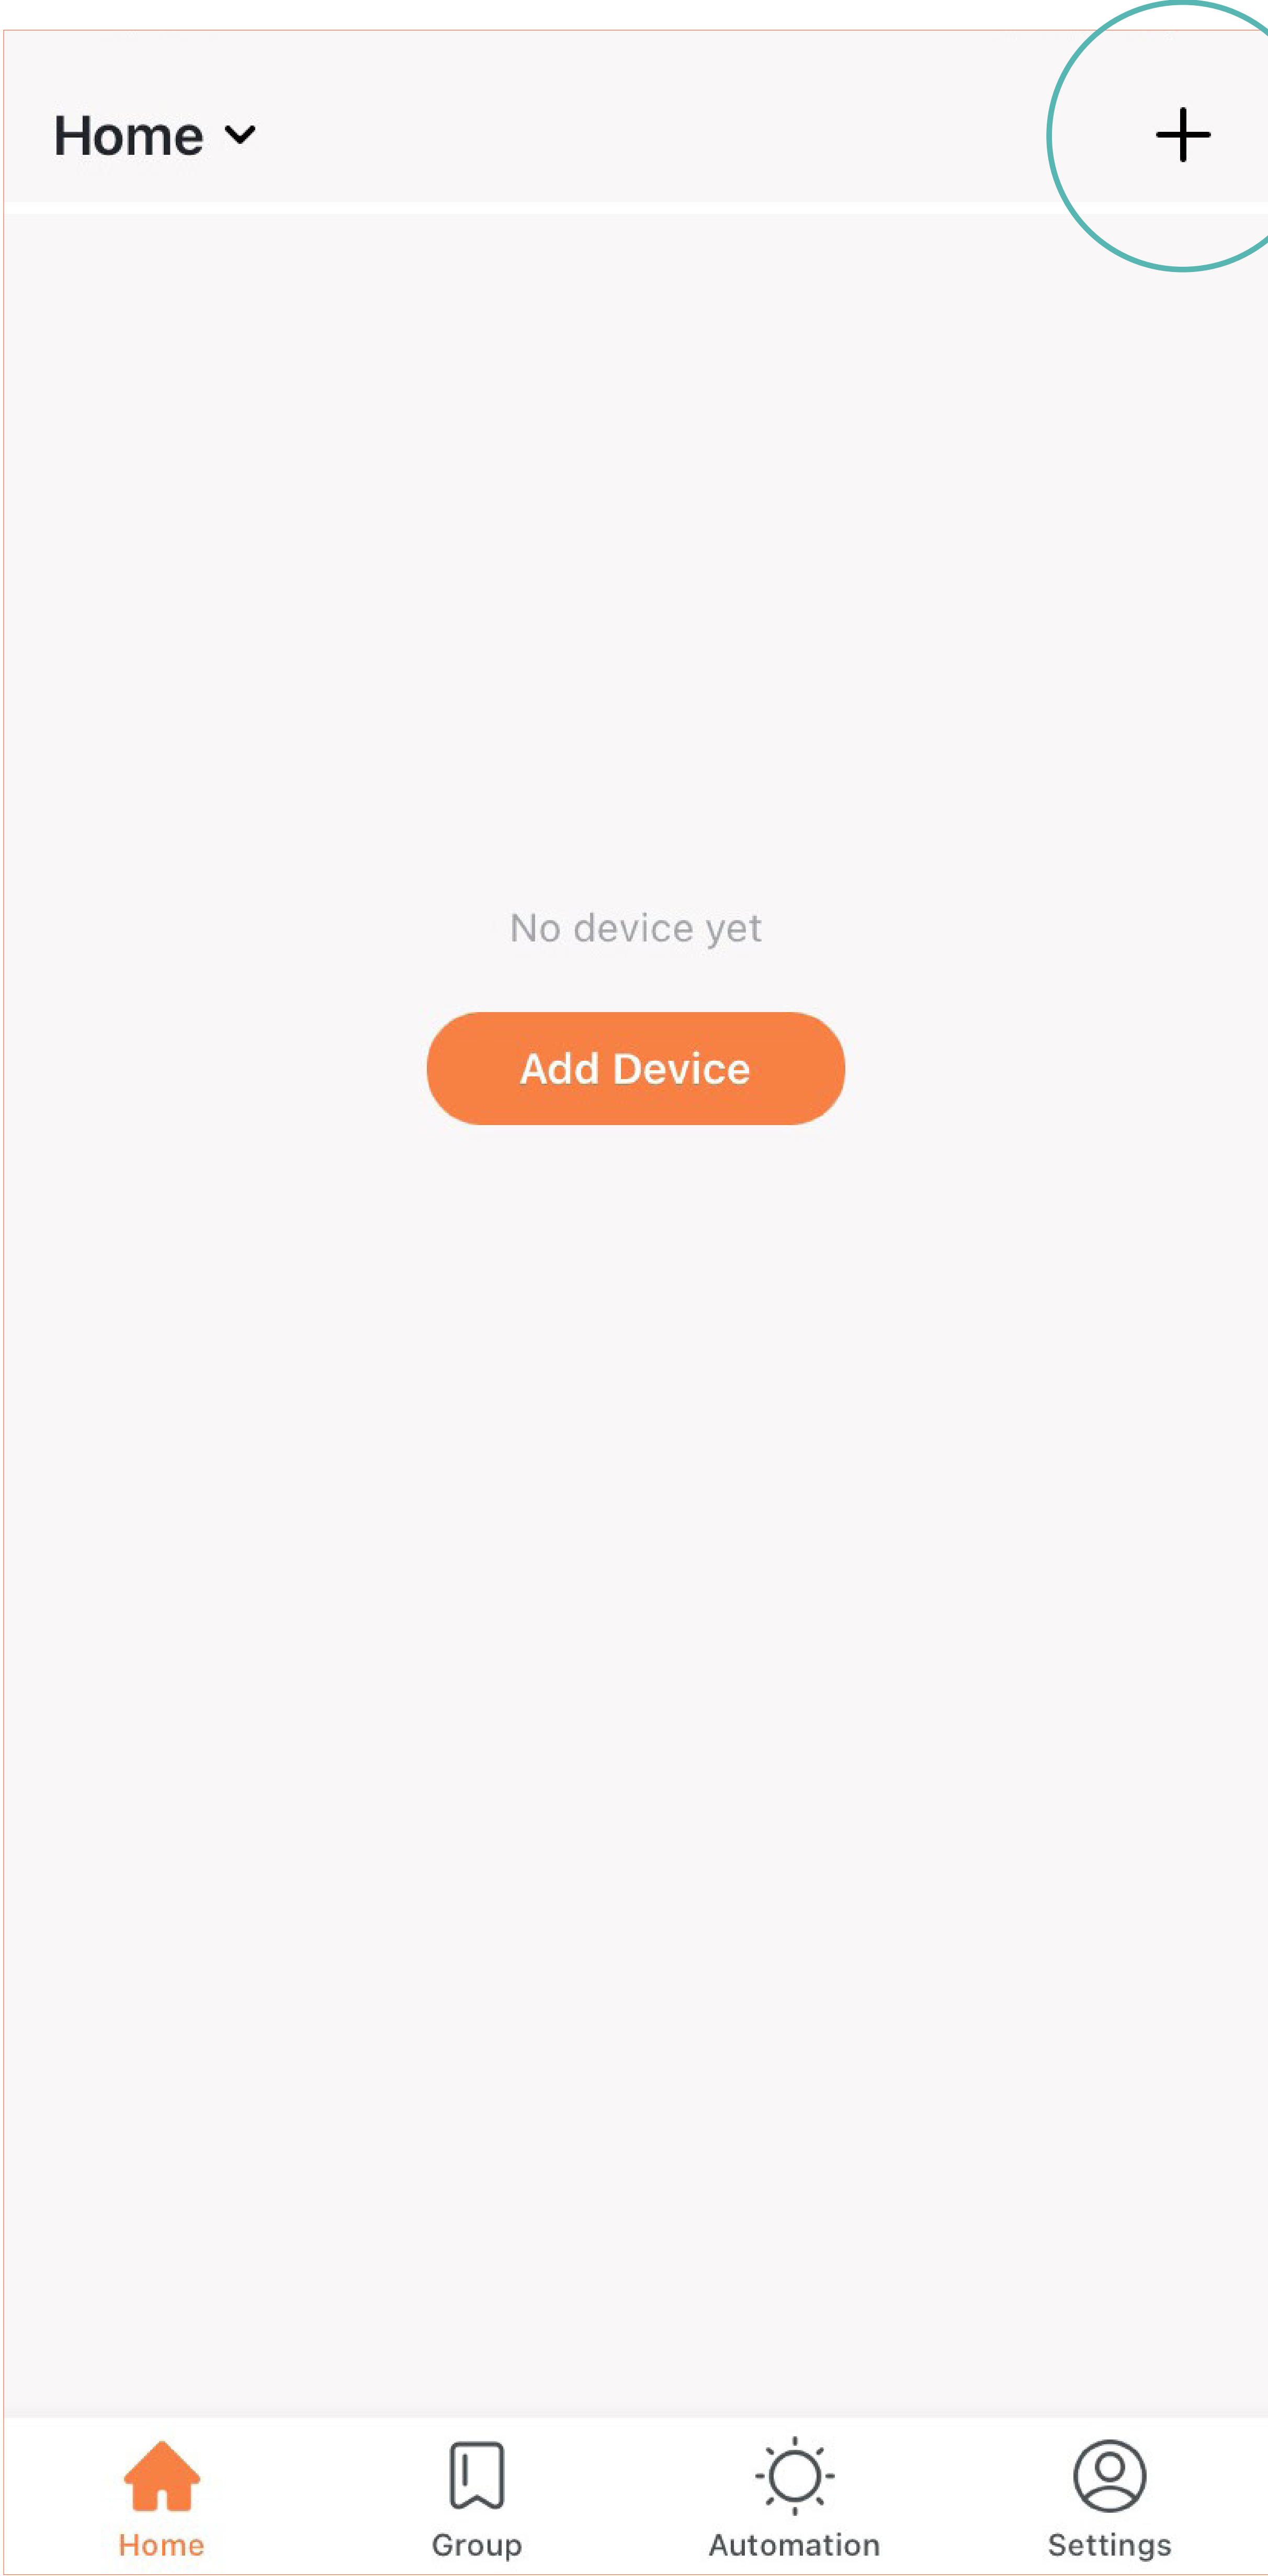 Home
No device yet
Add Device
Home
Group
Automation
Settings